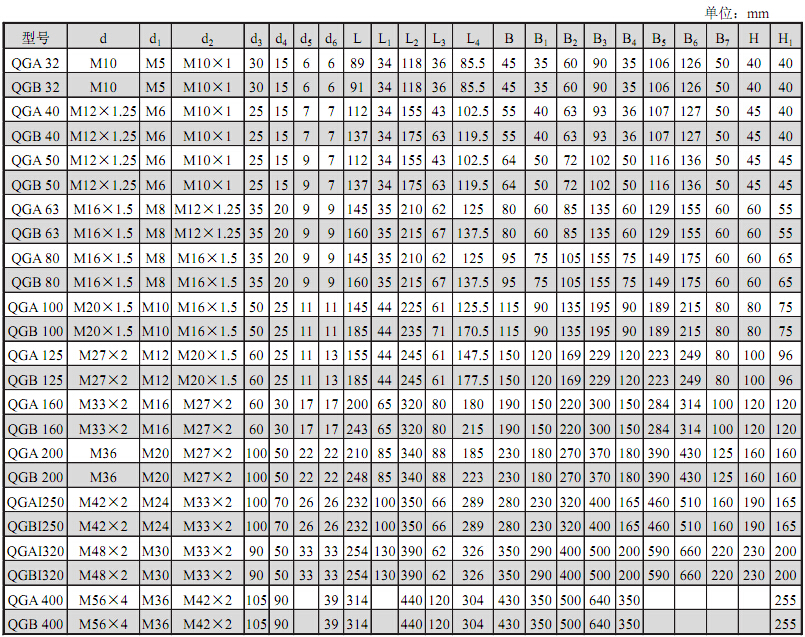 单位：mm
型号 d d₁ d₂ d₃ d₄ d₅ d₆ L L₁ L₂ L₃ L₄ B B₁ B₂ B₃ B₄ B₅ B₆ B₇ H H₁
QGA 32 M10 M5 M10×1 30 15 6 6 89 34 118 36 85.5 45 35 60 90 35 106 126 50 40 40
QGB 32 M10 M5 M10×1 30 15 6 6 91 34 118 36 85.5 45 35 60 90 35 106 126 50 40 40
QGA 40 M12×1.25 M6 M10×1 25 15 7 7 112 34 155 43 102.5 55 40 63 93 36 107 127 50 45 40
QGB 40 M12×1.25 M6 M10×1 25 15 7 7 137 34 175 63 119.5 55 40 63 93 36 107 127 50 45 40
QGA 50 M12×1.25 M6 M10×1 25 15 9 7 112 34 155 43 102.5 64 50 72 102 50 116 136 50 45 45
QGB 50 M12×1.25 M6 M10×1 25 15 9 7 137 34 175 63 119.5 64 50 72 102 50 116 136 50 45 45
QGA 63 M16×1.5 M8 M12×1.25 35 20 9 9 145 35 210 62 125 80 60 85 135 60 129 155 60 60 55
QGB 63 M16×1.5 M8 M12×1.25 35 20 9 9 160 35 215 67 137.5 80 60 85 135 60 129 155 60 60 55
QGA 80 M16×1.5 M8 M16×1.5 35 20 9 9 145 35 210 62 125 95 75 105 155 75 149 175 60 60 65
QGB 80 M16×1.5 M8 M16×1.5 35 20 9 9 160 35 215 67 137.5 95 75 105 155 75 149 175 60 60 65
QGA 100 M20×1.5 M10 M16×1.5 50 25 11 11 145 44 225 61 125.5 115 90 135 195 90 189 215 80 80 75
QGB 100 M20×1.5 M10 M16×1.5 50 25 11 11 185 44 235 71 170.5 115 90 135 195 90 189 215 80 80 75
QGA 125 M27×2 M12 M20×1.5 60 25 11 13 155 44 245 61 147.5 150 120 169 229 120 223 249 80 100 96
QGB 125 M27×2 M12 M20×1.5 60 25 11 13 185 44 245 61 177.5 150 120 169 229 120 223 249 80 100 96
QGA 160 M33×2 M16 M27×2 60 30 17 17 200 65 320 80 180 190 150 220 300 150 284 314 100 120 120
QGB 160 M33×2 M16 M27×2 60 30 17 17 243 65 320 80 215 190 150 220 300 150 284 314 100 120 120
QGA 200 M36 M20 M27×2 100 50 22 22 210 85 340 88 185 230 180 270 370 180 390 430 125 160 160
QGB 200 M36 M20 M27×2 100 50 22 22 248 85 340 88 223 230 180 270 370 180 390 430 125 160 160
QGAI250 M42×2 M24 M33×2 100 70 26 26 232 100 350 66 289 280 230 320 400 165 460 510 160 190 165
QGBI250 M42×2 M24 M33×2 100 70 26 26 232 100 350 66 289 280 230 320 400 165 460 510 160 190 165
QGAI320 M48×2 M30 M33×2 90 50 33 33 254 130 390 62 326 350 290 400 500 200 590 660 220 230 200
QGBI320 M48×2 M30 M33×2 90 50 33 33 254 130 390 62 326 350 290 400 500 200 590 660 220 230 200
QGA 400 M56×4 M36 M42×2 105 90 39 314 440 120 304 430 350 500 640 350 255
QGB 400 M56×4 M36 M42×2 105 90 39 314 440 120 304 430 350 500 640 350 255